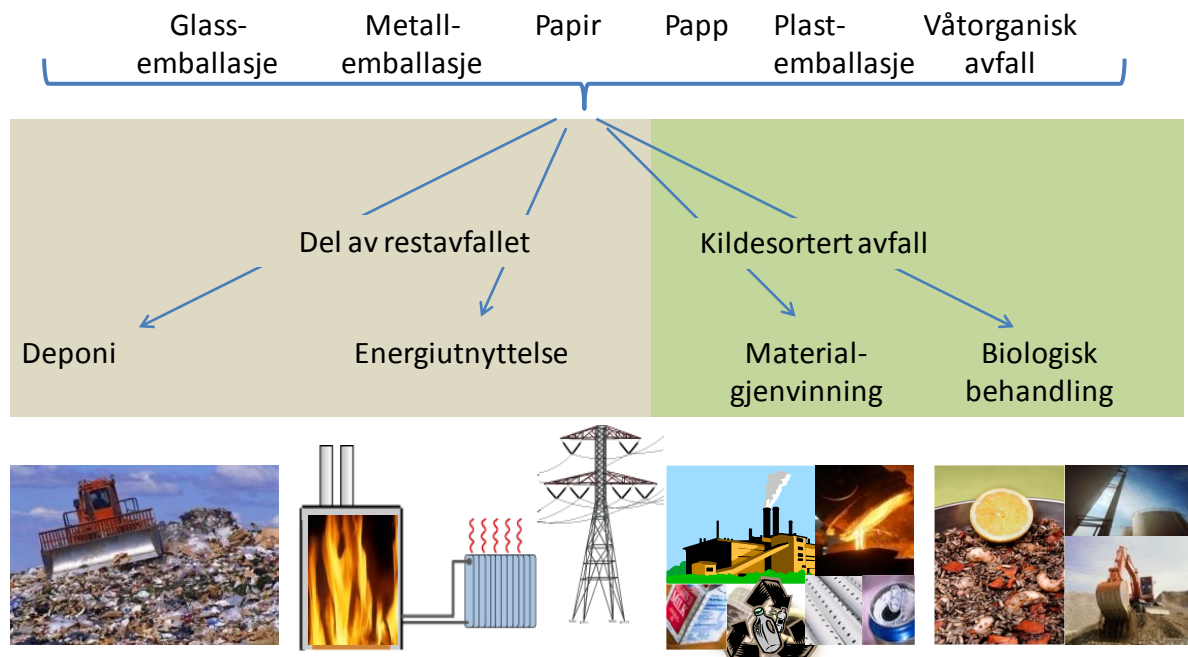 Glass- Metall- Papir Papp Plast- Våtorganisk
emballasje emballasje emballasje avfall
Del av restavfallet Kildesortert avfall
Deponi Energiutnyttelse Material- Biologisk
gjenvinning behandling
MILK